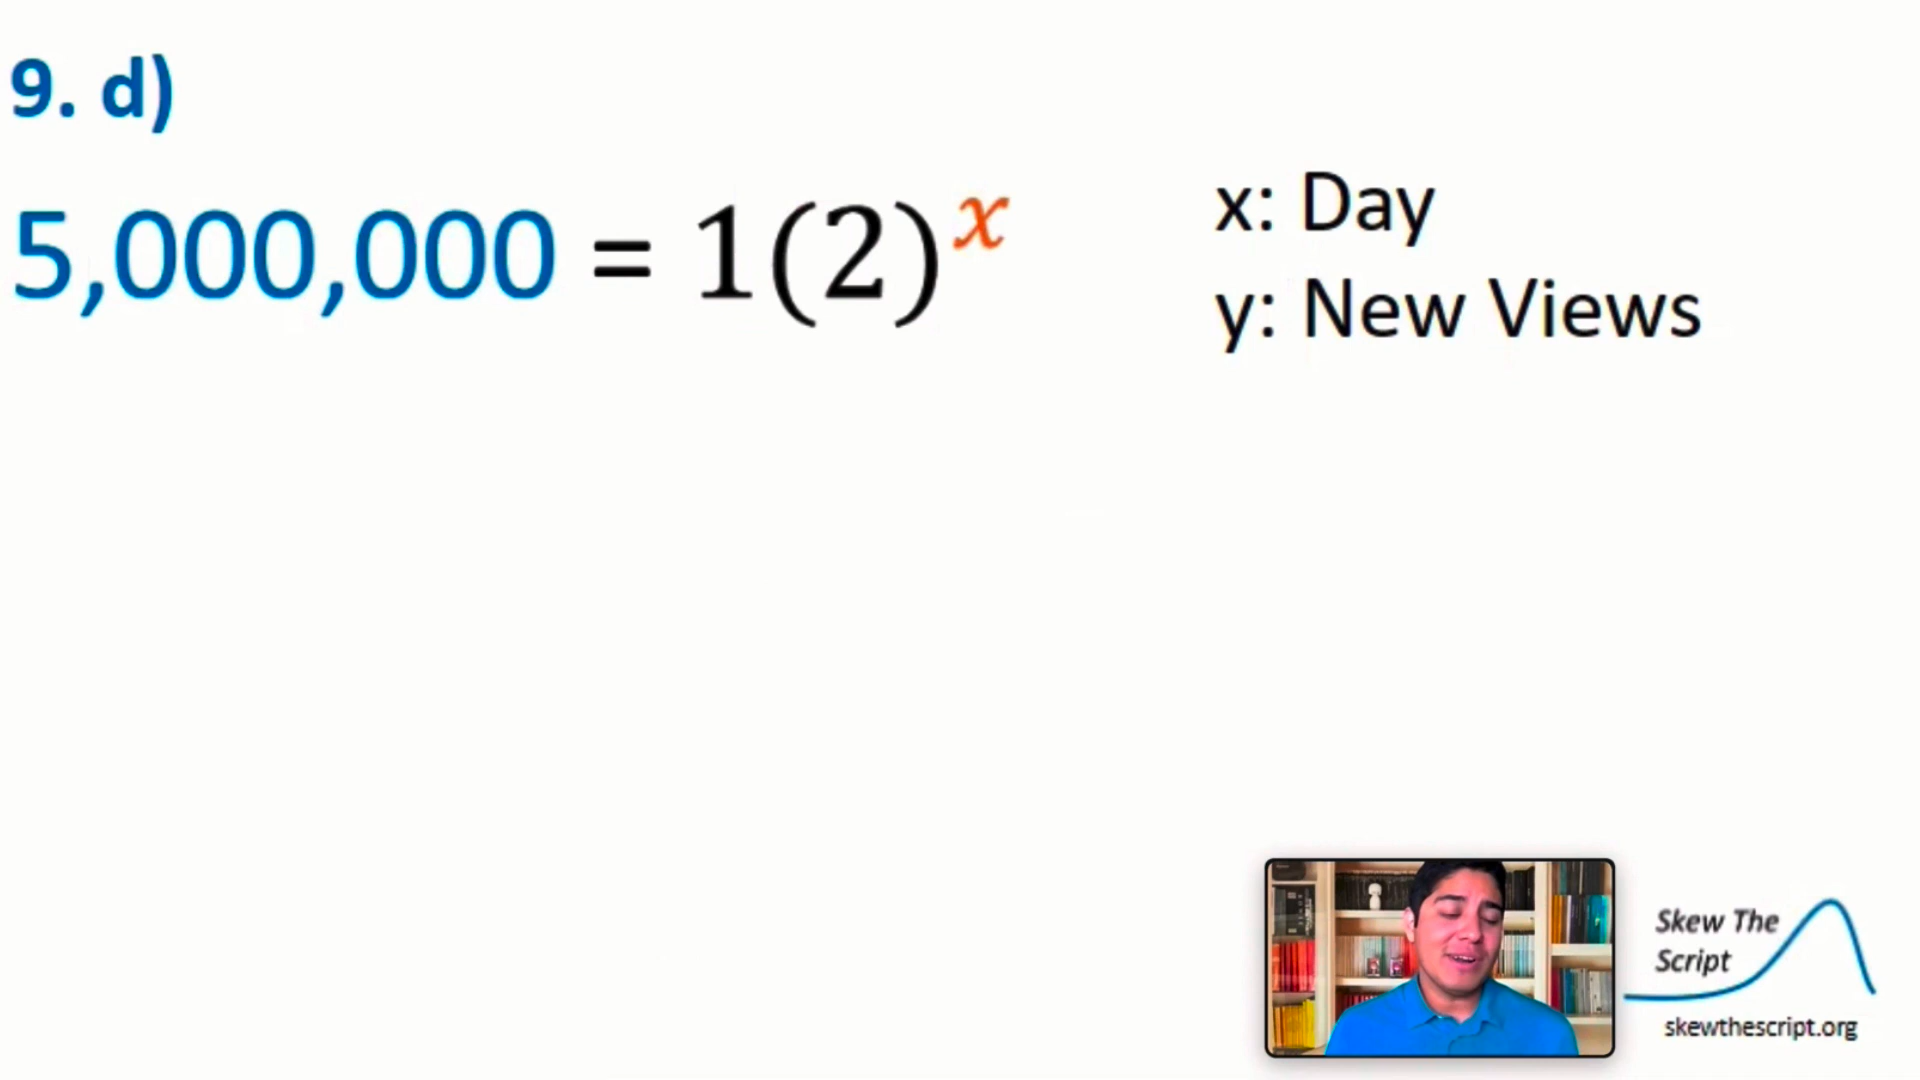 9. d)
5,000,000 = 1(2)^x
x: Day
y: New Views
Skew The
Script
skewthescript.org